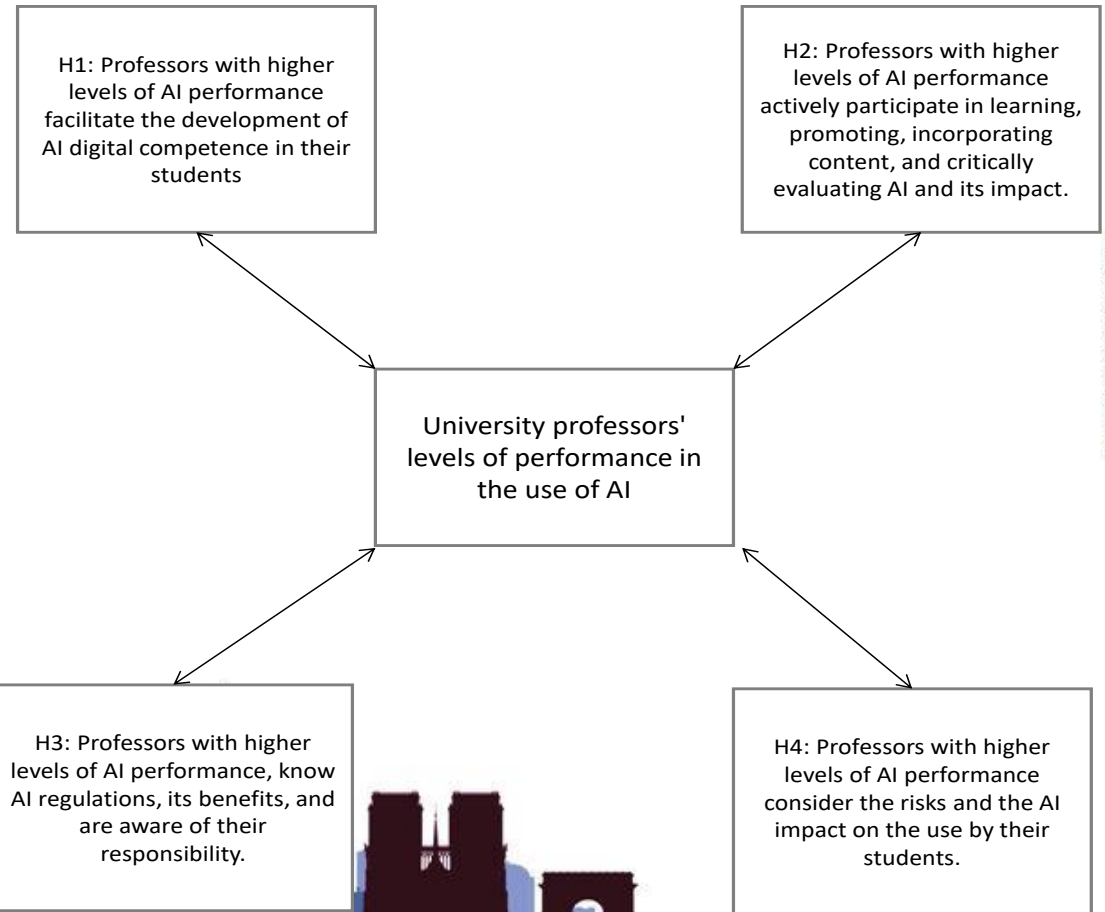 H1: Professors with higher
levels of AI performance
facilitate the development of
AI digital competence in their
students
H2: Professors with higher
levels of AI performance
actively participate in learning,
promoting, incorporating
content, and critically
evaluating AI and its impact.
University professors'
levels of performance in
the use of AI
H3: Professors with higher
levels of AI performance, know
AI regulations, its benefits, and
are aware of their
responsibility.
H4: Professors with higher
levels of AI performance
consider the risks and the AI
impact on the use by their
students.